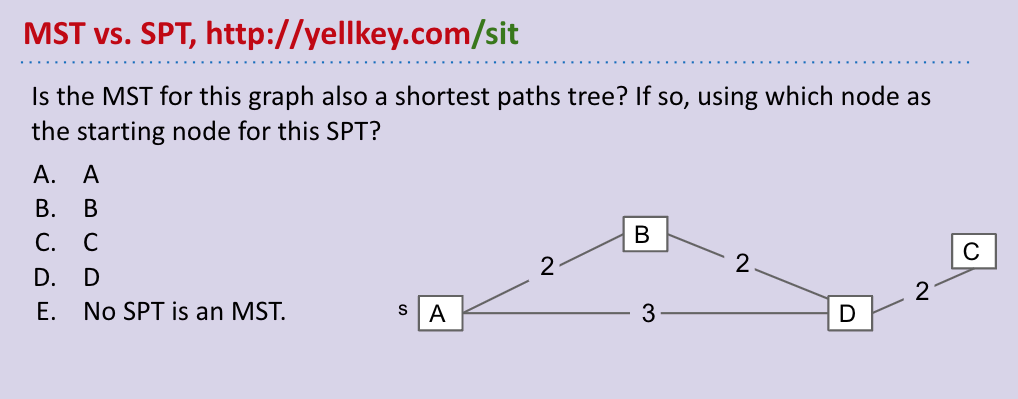 MST vs. SPT, http://yellkey.com/sit
Is the MST for this graph also a shortest paths tree? If so, using which node as
the starting node for this SPT?
A. A
B. B
C. C
D. D
E. No SPT is an MST.
B
C
2
2
2
s A
3
D